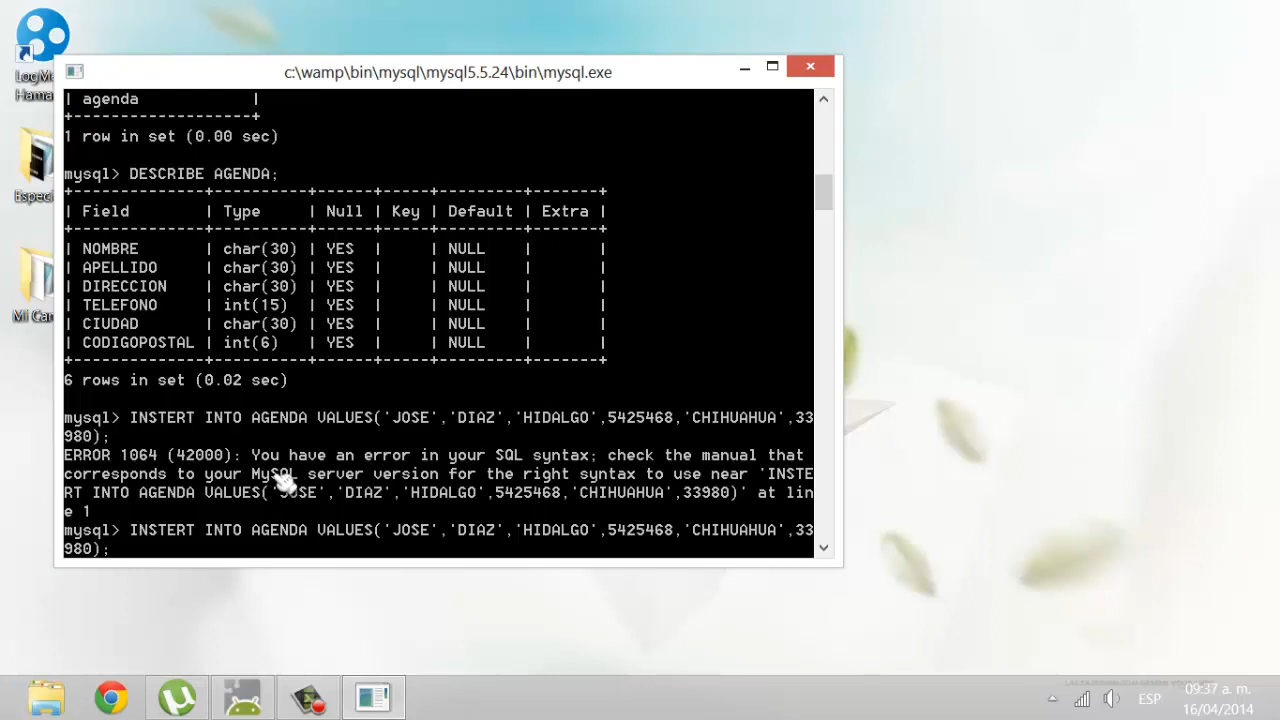 LogMe
Hama
Especi
Mi Car
c:\wamp\bin\mysql\mysql5.5.24\bin\mysql.exe
| agenda            |
+-------------------+
1 row in set (0.00 sec)
mysql> DESCRIBE AGENDA;
+--------------+----------+------+-----+---------+-------+
| Field        | Type     | Null | Key | Default | Extra |
+--------------+----------+------+-----+---------+-------+
| NOMBRE       | char(30) | YES  |     | NULL    |       |
| APELLIDO     | char(30) | YES  |     | NULL    |       |
| DIRECCION    | char(30) | YES  |     | NULL    |       |
| TELEFONO     | int(15)  | YES  |     | NULL    |       |
| CIUDAD       | char(30) | YES  |     | NULL    |       |
| CODIGOPOSTAL | int(6)   | YES  |     | NULL    |       |
+--------------+----------+------+-----+---------+-------+
6 rows in set (0.02 sec)
mysql> INSTERT INTO AGENDA VALUES('JOSE','DIAZ','HIDALGO',5425468,'CHIHUAHUA',33
980);
ERROR 1064 (42000): You have an error in your SQL syntax; check the manual that
corresponds to your MySQL server version for the right syntax to use near 'INSTE
RT INTO AGENDA VALUES('JOSE','DIAZ','HIDALGO',5425468,'CHIHUAHUA',33980)' at lin
e 1
mysql> INSTERT INTO AGENDA VALUES('JOSE','DIAZ','HIDALGO',5425468,'CHIHUAHUA',33
980);
ESP
09:37 a. m.
16/04/2014